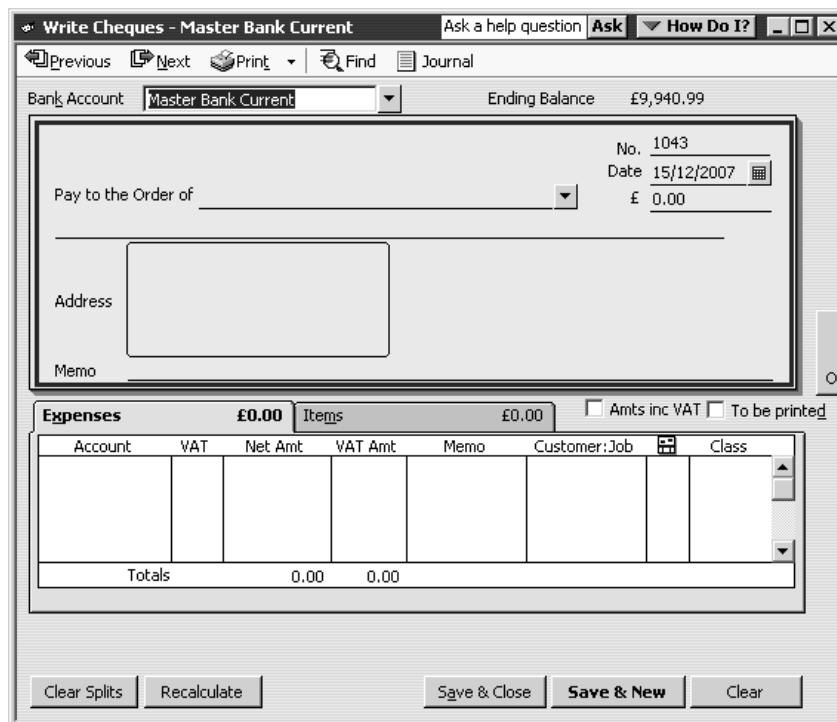 Write Cheques - Master Bank Current Ask a help question Ask How Do I?
Previous Next Print Find Journal
Bank Account Master Bank Current Ending Balance £9,940.99
No. 1043
Date 15/12/2007
Pay to the Order of £ 0.00
Address
Memo
O
Expenses £0.00 Items £0.00 Amts inc VAT To be printed
Account VAT Net Amt VAT Amt Memo Customer:Job Class
Totals 0.00 0.00
Clear Splits Recalculate Save & Close Save & New Clear